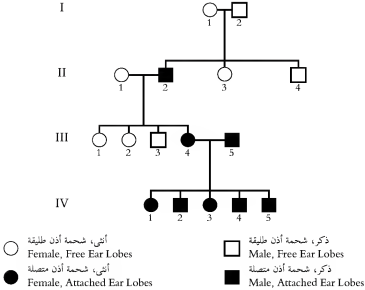 I
1 2
II
1 2 3 4
III
1 2 3 4 5
IV
1 2 3 4 5
أنثى، شحمة أذن طليقة
Female, Free Ear Lobes
ذكر، شحمة أذن طليقة
Male, Free Ear Lobes
أنثى، شحمة أذن متصلة
Female, Attached Ear Lobes
ذكر، شحمة أذن متصلة
Male, Attached Ear Lobes